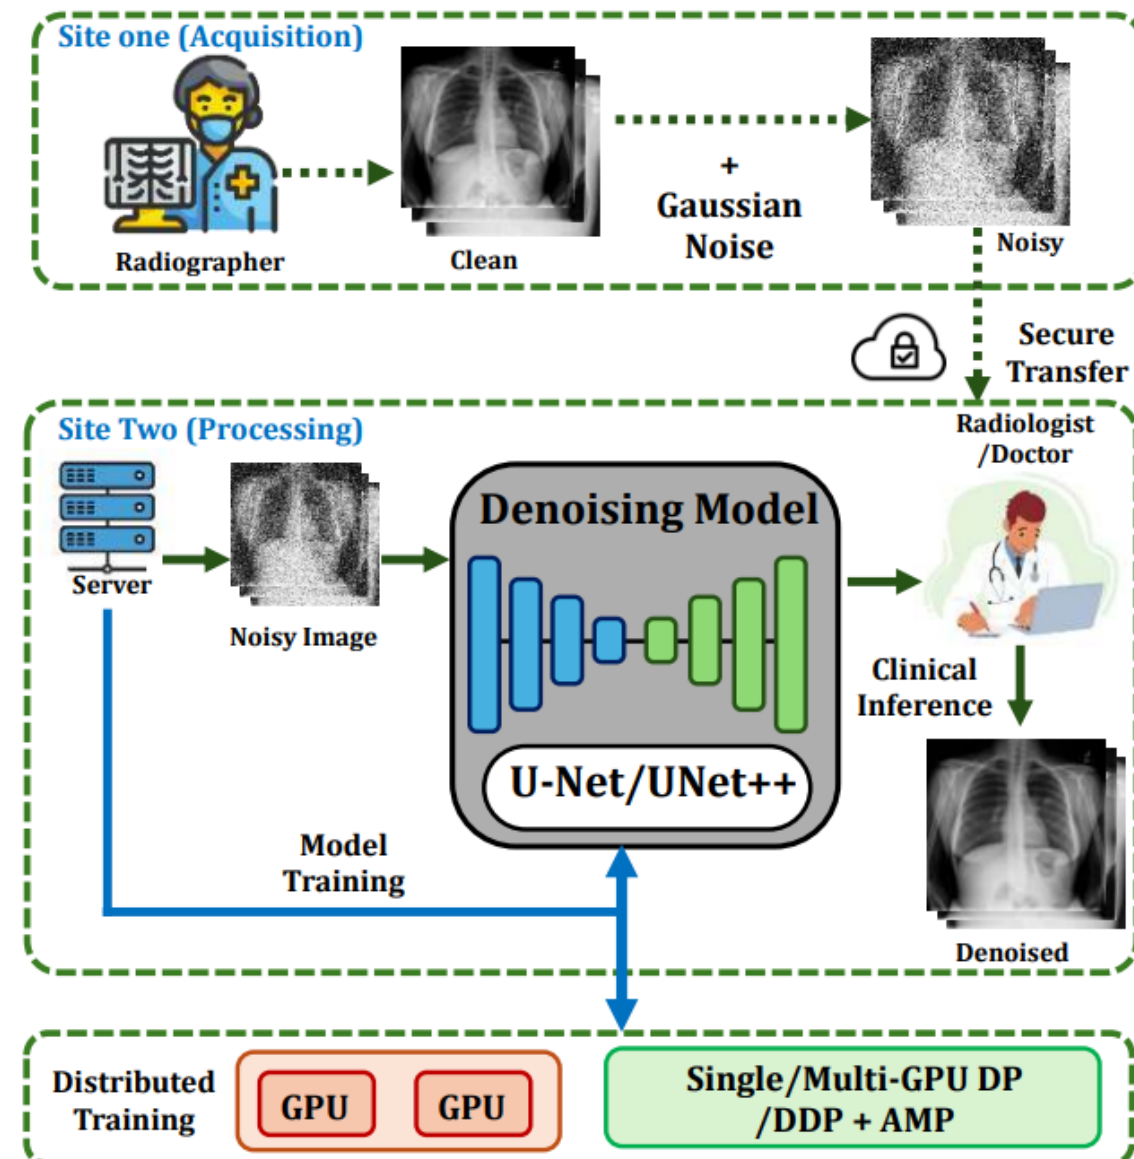 Site one (Acquisition)
Radiographer
Clean
+
Gaussian
Noise
Noisy
Secure
Transfer
Site Two (Processing)
Radiologist
/Doctor
Server
Noisy Image
Denoising Model
U-Net/UNet++
Clinical
Inference
Model
Training
Denoised
Distributed
Training
GPU
GPU
Single/Multi-GPU DP
/DDP + AMP